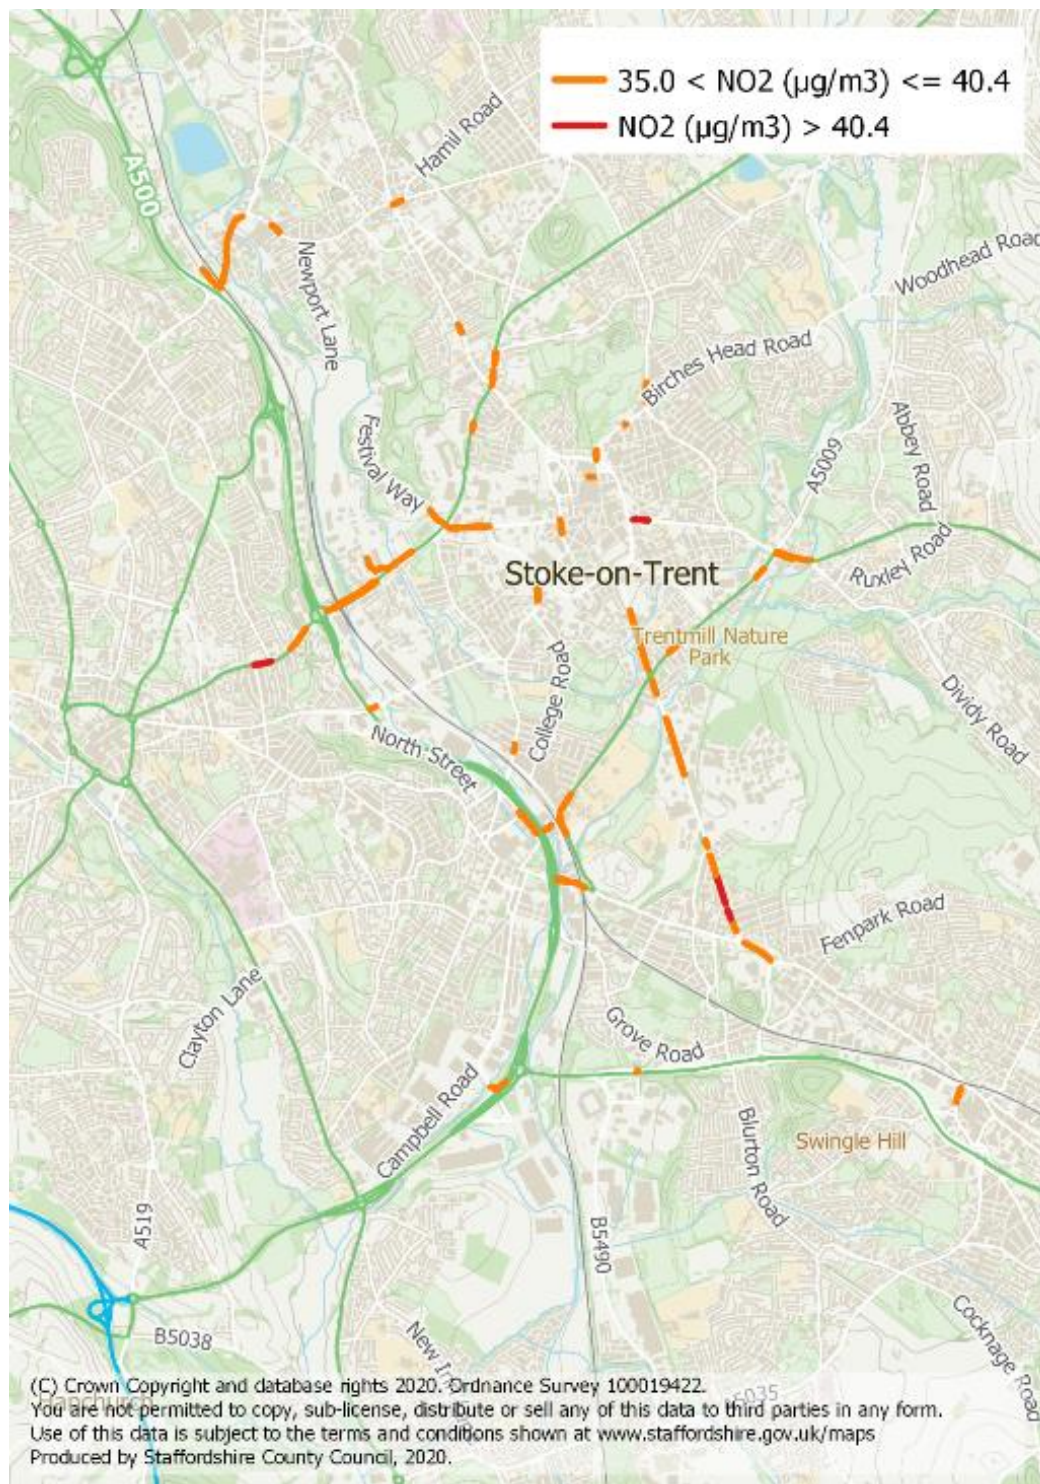 35.0 < NO2 (µg/m3) <= 40.4
NO2 (µg/m3) > 40.4
Hamil Road
A500
Newport Lane
Woodhead Road
Birches Head Road
Festival Way
A5009
Abbey Road
Ruxley Road
Stoke-on-Trent
Trentmill Nature
Park
College Road
Dividy Road
North Street
Fenpark Road
Clayton Lane
Grove Road
Campbell Road
Blurton Road
Swingle Hill
A519
B5490
B5038
Cocknage Road
New In
(C) Crown Copyright and database rights 2020. Ordnance Survey 100019422.
You are not permitted to copy, sub-license, distribute or sell any of this data to third parties in any form.
Use of this data is subject to the terms and conditions shown at www.staffordshire.gov.uk/maps
Produced by Staffordshire County Council, 2020.